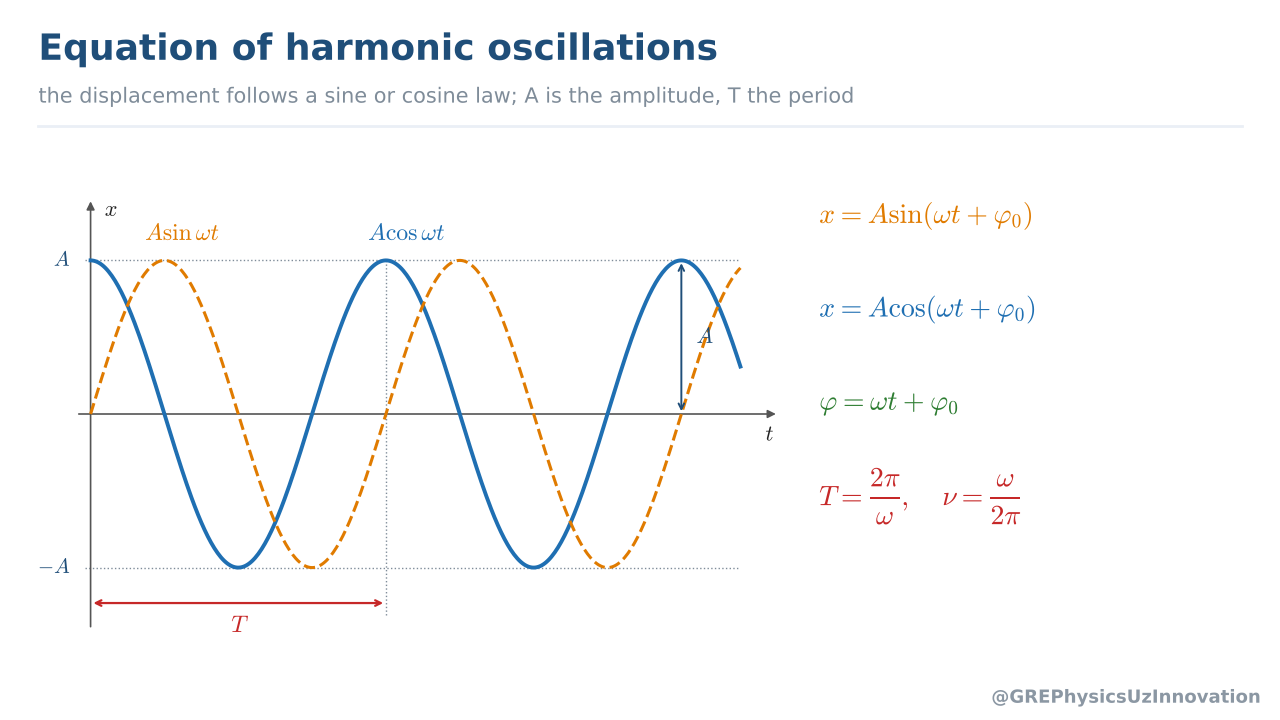 Equation of harmonic oscillations
the displacement follows a sine or cosine law; A is the amplitude, T the period
x
A sin ωt
A cos ωt
A
A
t
−A
T
x = A sin(ωt + φ₀)
x = A cos(ωt + φ₀)
φ = ωt + φ₀
T = 2π/ω, ν = ω/2π
@GREPhysicsUzInnovation